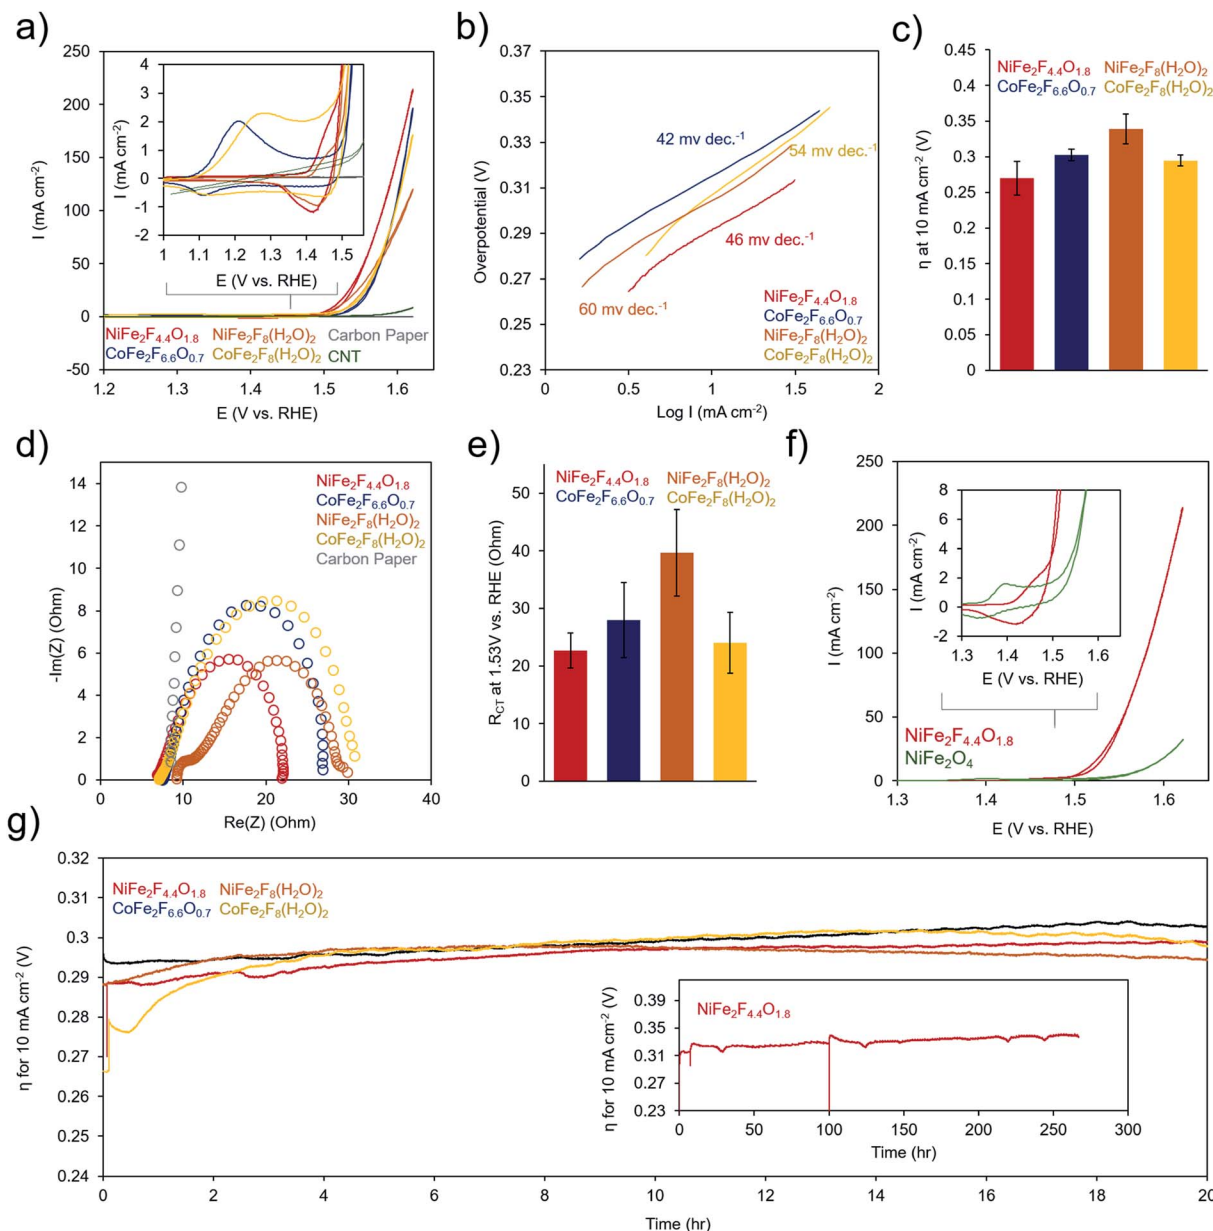 a)
250
200
150
100
50
0
-50
I (mA cm⁻²)
1.2 1.3 1.4 1.5 1.6
E (V vs. RHE)
4
3
2
1
0
-1
-2
I (mA cm⁻²)
1 1.1 1.2 1.3 1.4 1.5
E (V vs. RHE)
NiFe₂F₄.₄O₁.₈ NiFe₂F₈(H₂O)₂ Carbon Paper
CoFe₂F₆.₆O₀.₇ CoFe₂F₈(H₂O)₂ CNT
b)
0.37
0.35
0.33
0.31
0.29
0.27
0.25
0.23
Overpotential (V)
42 mv dec.⁻¹
54 mv dec.⁻¹
46 mv dec.⁻¹
60 mv dec.⁻¹
NiFe₂F₄.₄O₁.₈
CoFe₂F₆.₆O₀.₇
NiFe₂F₈(H₂O)₂
CoFe₂F₈(H₂O)₂
0 0.5 1 1.5 2
Log I (mA cm⁻²)
c)
0.45
0.4
0.35
0.3
0.25
0.2
0.15
0.1
0.05
0
η at 10 mA cm⁻² (V)
NiFe₂F₄.₄O₁.₈ NiFe₂F₈(H₂O)₂
CoFe₂F₆.₆O₀.₇ CoFe₂F₈(H₂O)₂
d)
14
12
10
8
6
4
2
0
-Im(Z) (Ohm)
NiFe₂F₄.₄O₁.₈
CoFe₂F₆.₆O₀.₇
NiFe₂F₈(H₂O)₂
CoFe₂F₈(H₂O)₂
Carbon Paper
0 10 20 30 40
Re(Z) (Ohm)
e)
50
40
30
20
10
0
R_CT at 1.53V vs. RHE (Ohm)
NiFe₂F₄.₄O₁.₈ NiFe₂F₈(H₂O)₂
CoFe₂F₆.₆O₀.₇ CoFe₂F₈(H₂O)₂
f)
250
200
150
100
50
0
I (mA cm⁻²)
8
6
4
2
0
-2
I (mA cm⁻²)
1.3 1.4 1.5 1.6
E (V vs. RHE)
NiFe₂F₄.₄O₁.₈
NiFe₂O₄
1.3 1.4 1.5 1.6
E (V vs. RHE)
g)
0.32
0.31
0.3
0.29
0.28
0.27
0.26
0.25
0.24
η for 10 mA cm⁻² (V)
NiFe₂F₄.₄O₁.₈ NiFe₂F₈(H₂O)₂
CoFe₂F₆.₆O₀.₇ CoFe₂F₈(H₂O)₂
0.39
0.35
0.31
0.27
0.23
η for 10 mA cm⁻² (V)
NiFe₂F₄.₄O₁.₈
0 50 100 150 200 250 300
Time (hr)
0 2 4 6 8 10 12 14 16 18 20
Time (hr)